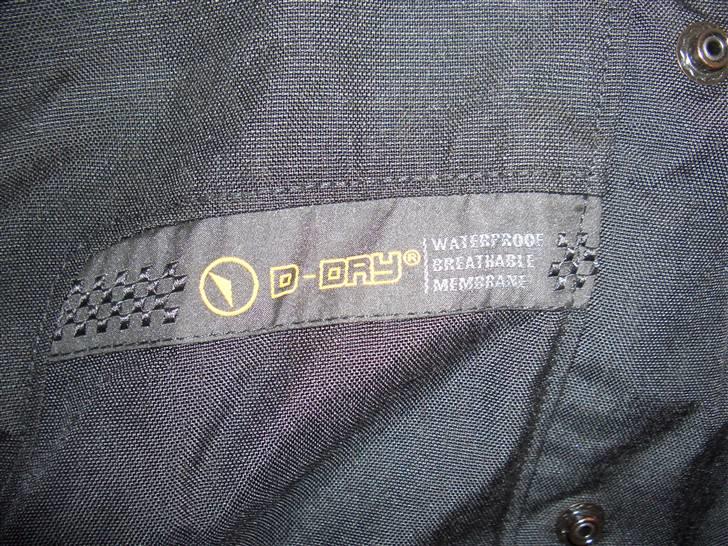 D-DRY®
WATERPROOF
BREATHABLE
MEMBRANE